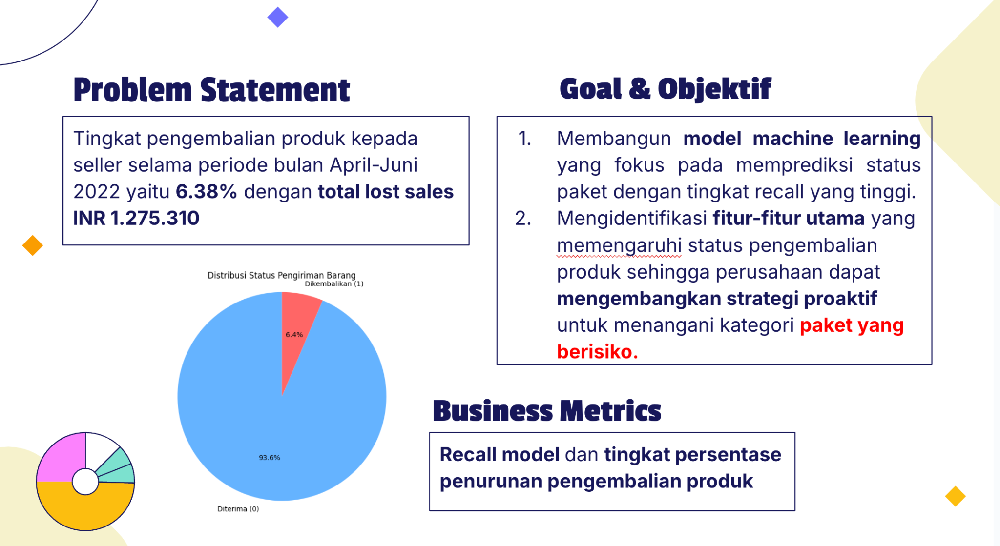 Problem Statement
Tingkat pengembalian produk kepada
seller selama periode bulan April-Juni
2022 yaitu 6.38% dengan total lost sales
INR 1.275.310
Distribusi Status Pengiriman Barang
Dikembalikan (1)
6.4%
93.6%
Diterima (0)
Goal & Objektif
1. Membangun model machine learning
yang fokus pada memprediksi status
paket dengan tingkat recall yang tinggi.
2. Mengidentifikasi fitur-fitur utama yang
memengaruhi status pengembalian
produk sehingga perusahaan dapat
mengembangkan strategi proaktif
untuk menangani kategori paket yang
berisiko.
Business Metrics
Recall model dan tingkat persentase
penurunan pengembalian produk